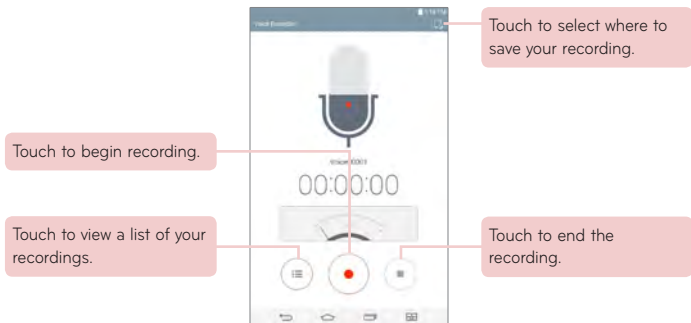 Touch to select where to
save your recording.
Voice Recorder
Touch to begin recording.
00:00:00
Touch to view a list of your
recordings.
Touch to end the
recording.